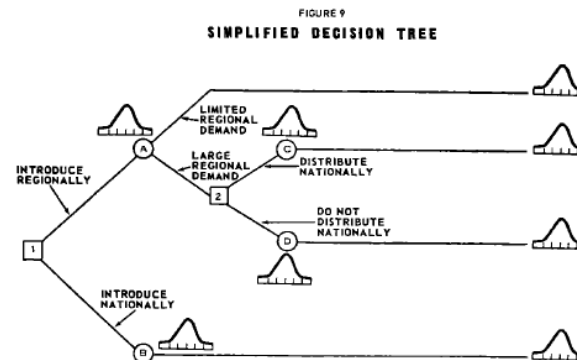 FIGURE 9
SIMPLIFIED DECISION TREE
LIMITED
REGIONAL
DEMAND
A
C
LARGE
REGIONAL
DEMAND
DISTRIBUTE
NATIONALLY
INTRODUCE
REGIONALLY
2
DO NOT
DISTRIBUTE
NATIONALLY
1
D
INTRODUCE
NATIONALLY
B